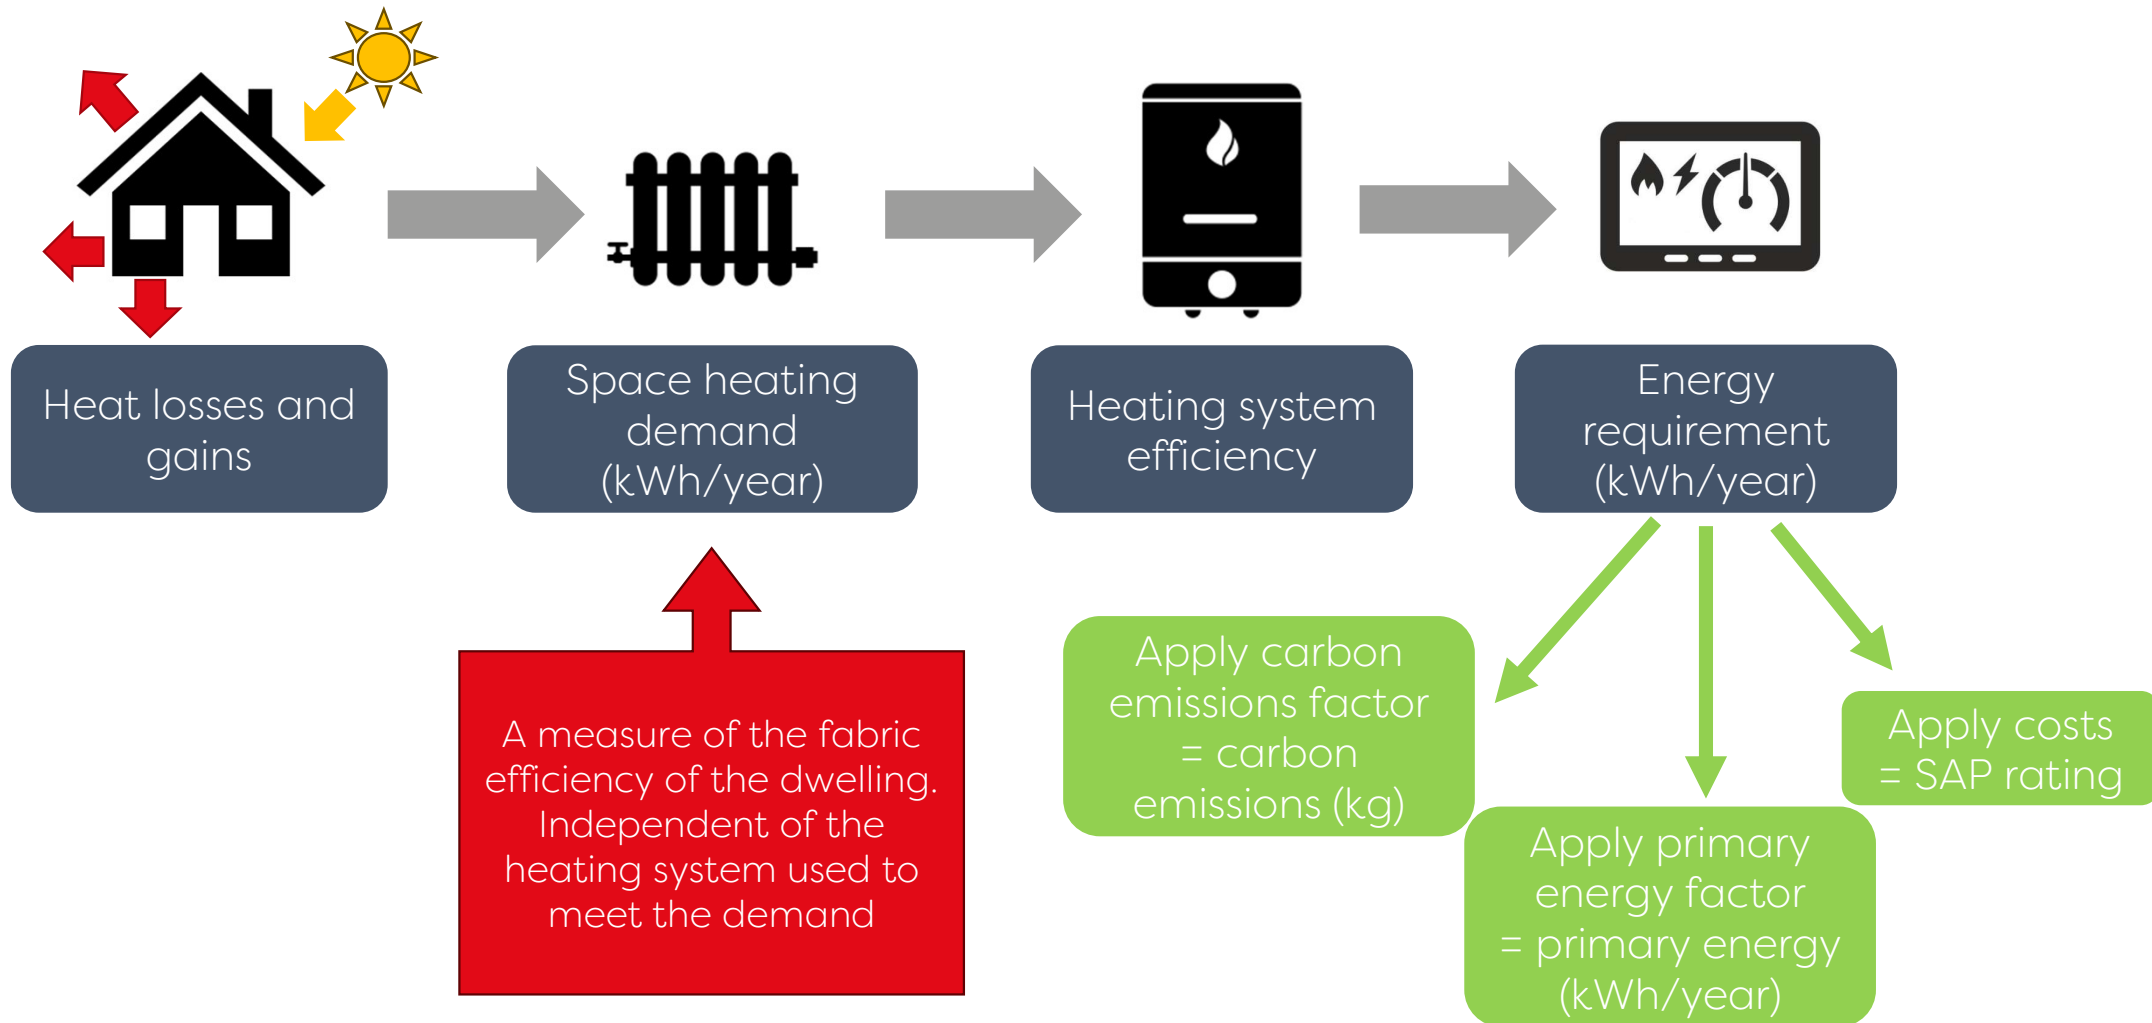 Heat losses and
gains
Space heating
demand
(kWh/year)
Heating system
efficiency
Energy
requirement
(kWh/year)
A measure of the fabric
efficiency of the dwelling.
Independent of the
heating system used to
meet the demand
Apply carbon
emissions factor
= carbon
emissions (kg)
Apply primary
energy factor
= primary energy
(kWh/year)
Apply costs
= SAP rating